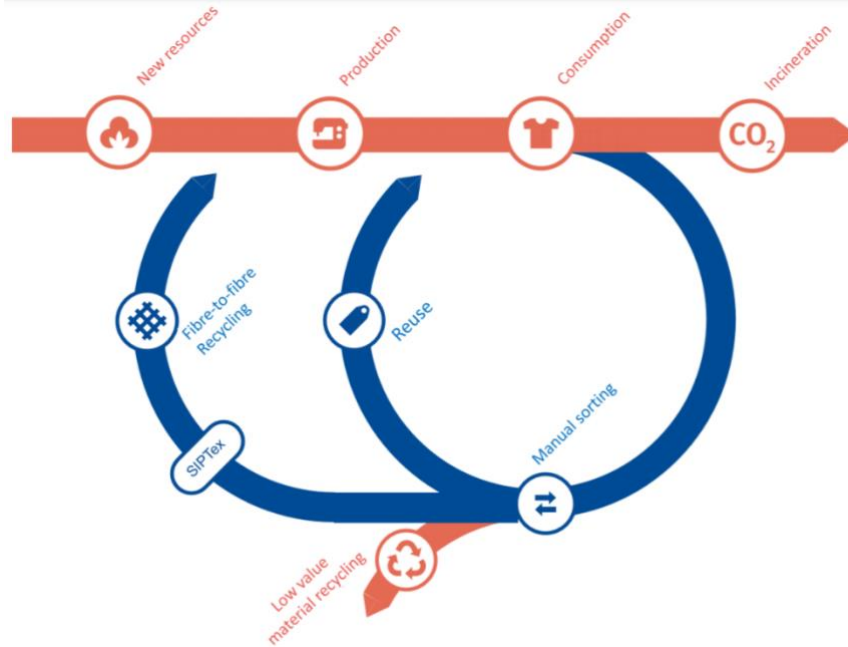 New resources
Production
Consumption
Incineration
CO₂
Fibre-to-fibre
Recycling
Reuse
Manual sorting
SIPTex
Low value
material recycling